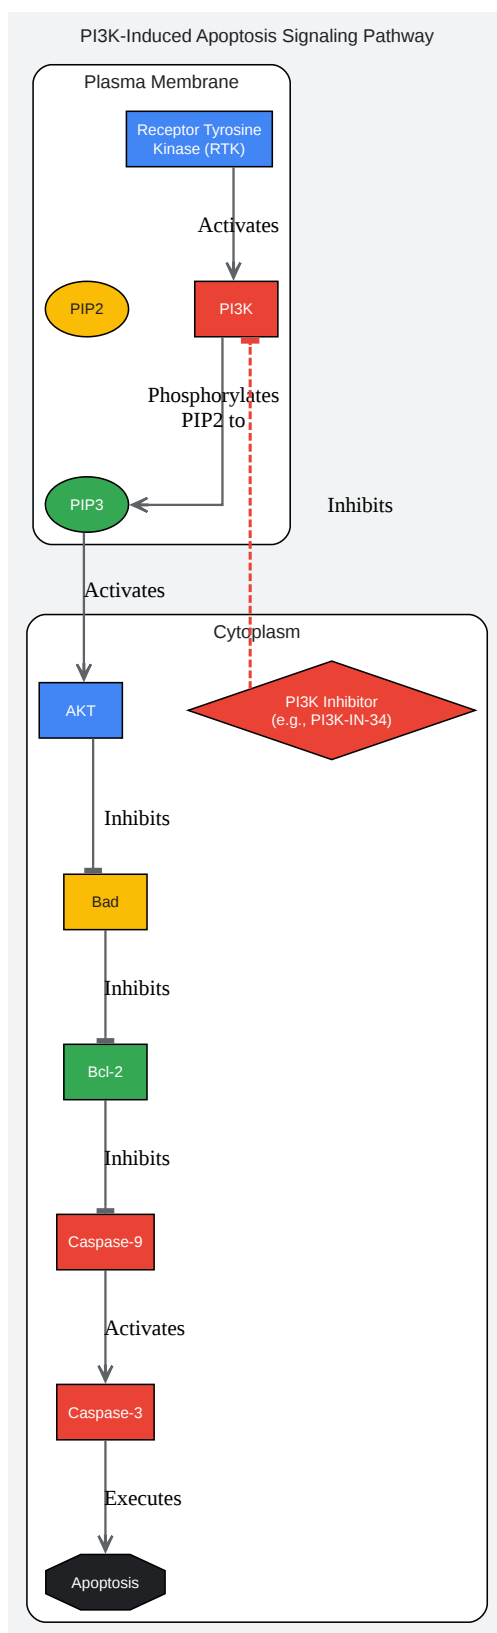 PI3K-Induced Apoptosis Signaling Pathway
Plasma Membrane
Receptor Tyrosine
Kinase (RTK)
Activates
PIP2
PI3K
Phosphorylates
PIP2 to
PIP3
Inhibits
Activates
Cytoplasm
AKT
PI3K Inhibitor
(e.g., PI3K-IN-34)
Inhibits
Bad
Inhibits
Bcl-2
Inhibits
Caspase-9
Activates
Caspase-3
Executes
Apoptosis